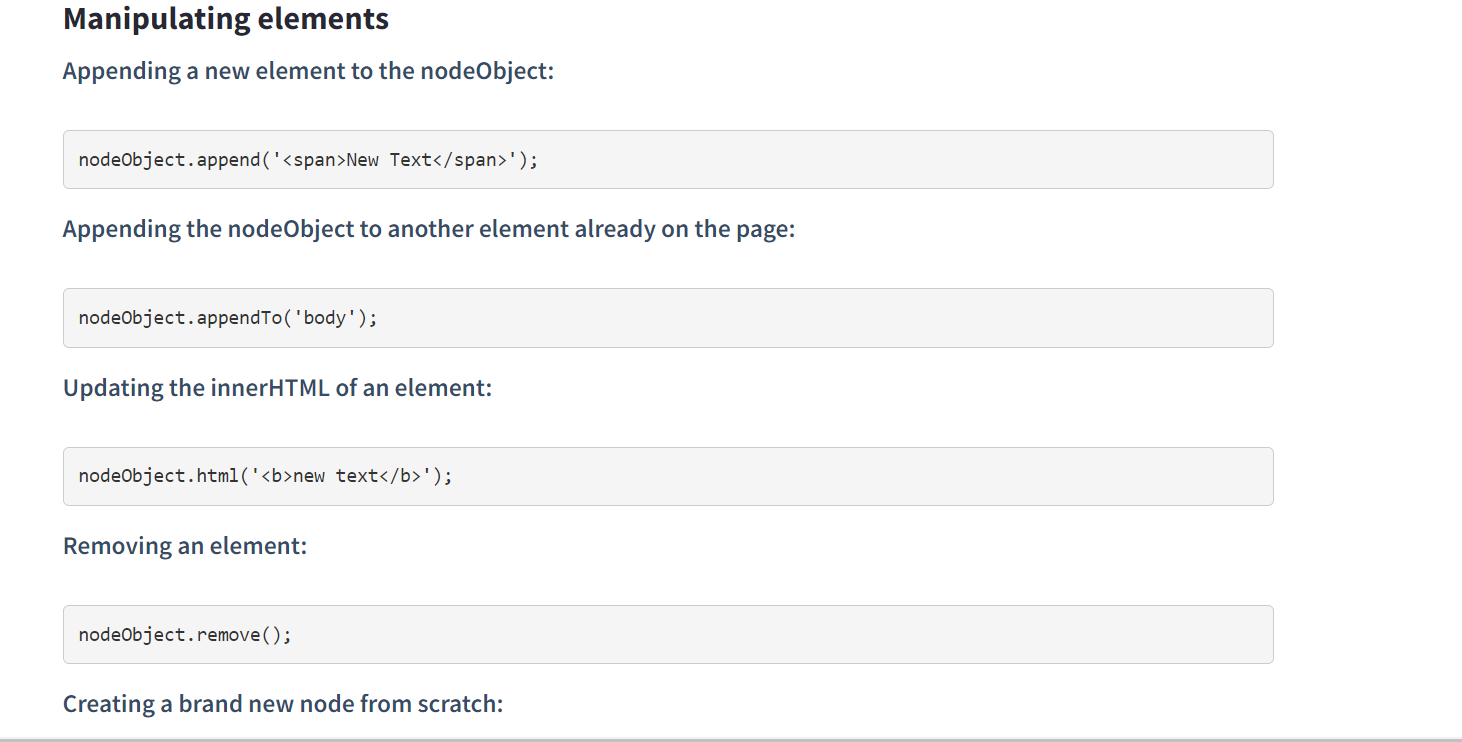 Manipulating elements
Appending a new element to the nodeObject:
nodeObject.append('<span>New Text</span>');
Appending the nodeObject to another element already on the page:
nodeObject.appendTo('body');
Updating the innerHTML of an element:
nodeObject.html('<b>new text</b>');
Removing an element:
nodeObject.remove();
Creating a brand new node from scratch: